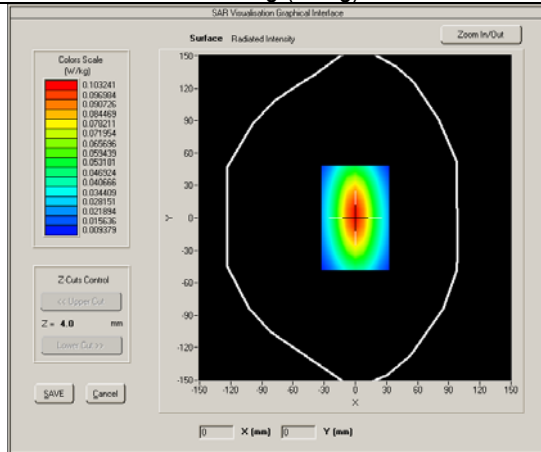 SAR Visualisation Graphical Interface
Surface Radiated Intensity
Zoom In/Out
Colors Scale
(W/kg)
0.103241
0.096984
0.090726
0.084469
0.078211
0.071954
0.065696
0.059439
0.053181
0.046924
0.040666
0.034409
0.028151
0.021894
0.015636
0.009379
150
120
90
60
30
0
-30
-60
-90
-120
-150
Y
-150 -120 -90 -60 -30 0 30 60 90 120 150
X
Z-Cuts Control
<< Upper Cut
Z = 4.0 mm
Lower Cut >>
SAVE Cancel
0 X (mm) 0 Y (mm)